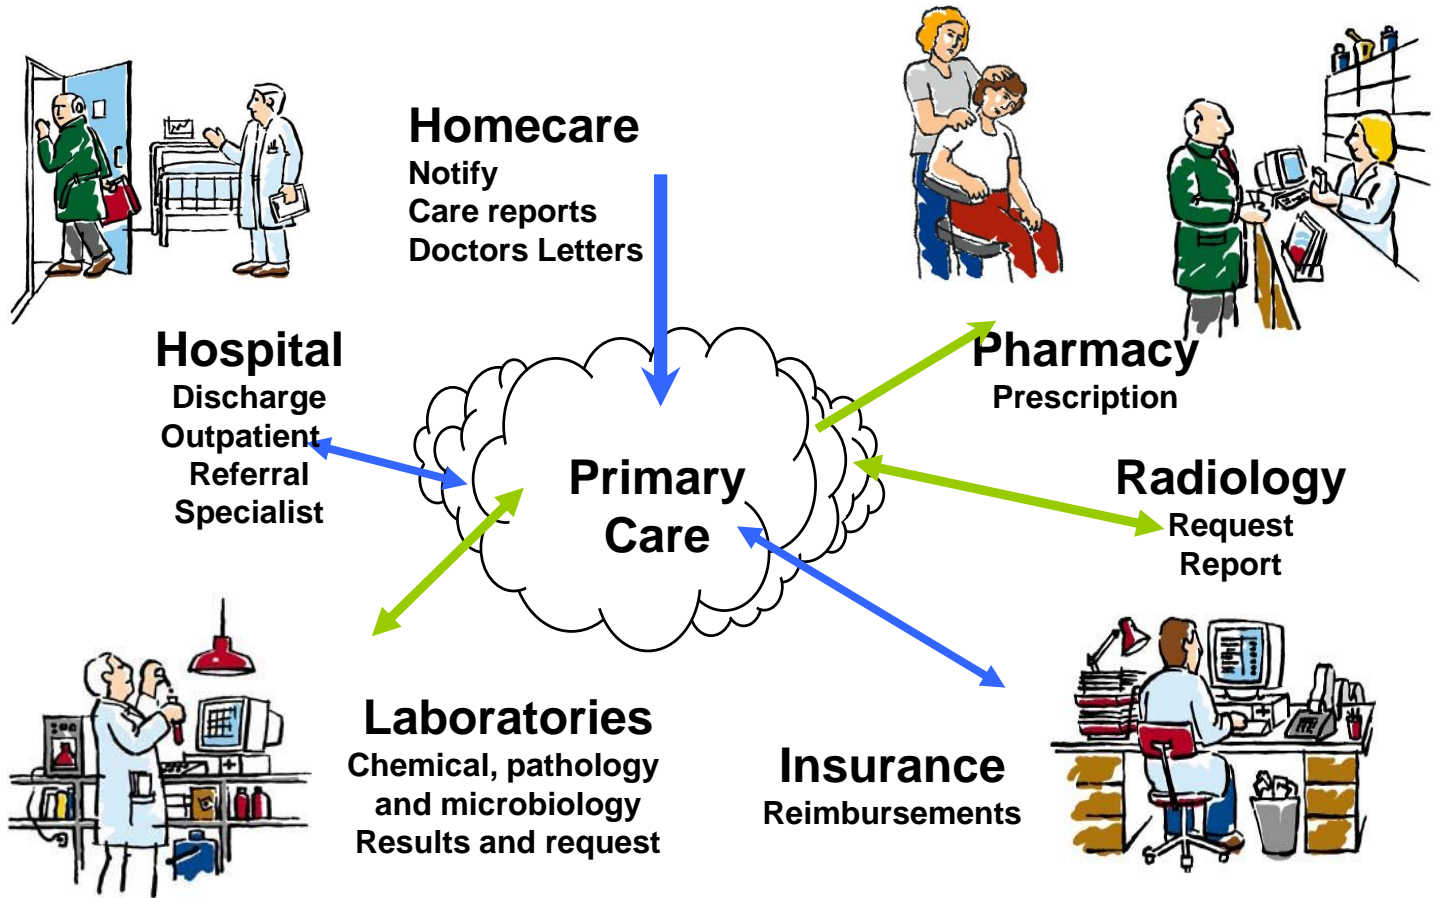 Homecare
Notify
Care reports
Doctors Letters
Hospital
Discharge
Outpatient
Referral
Specialist
Pharmacy
Prescription
Primary
Care
Radiology
Request
Report
Laboratories
Chemical, pathology
and microbiology
Results and request
Insurance
Reimbursements